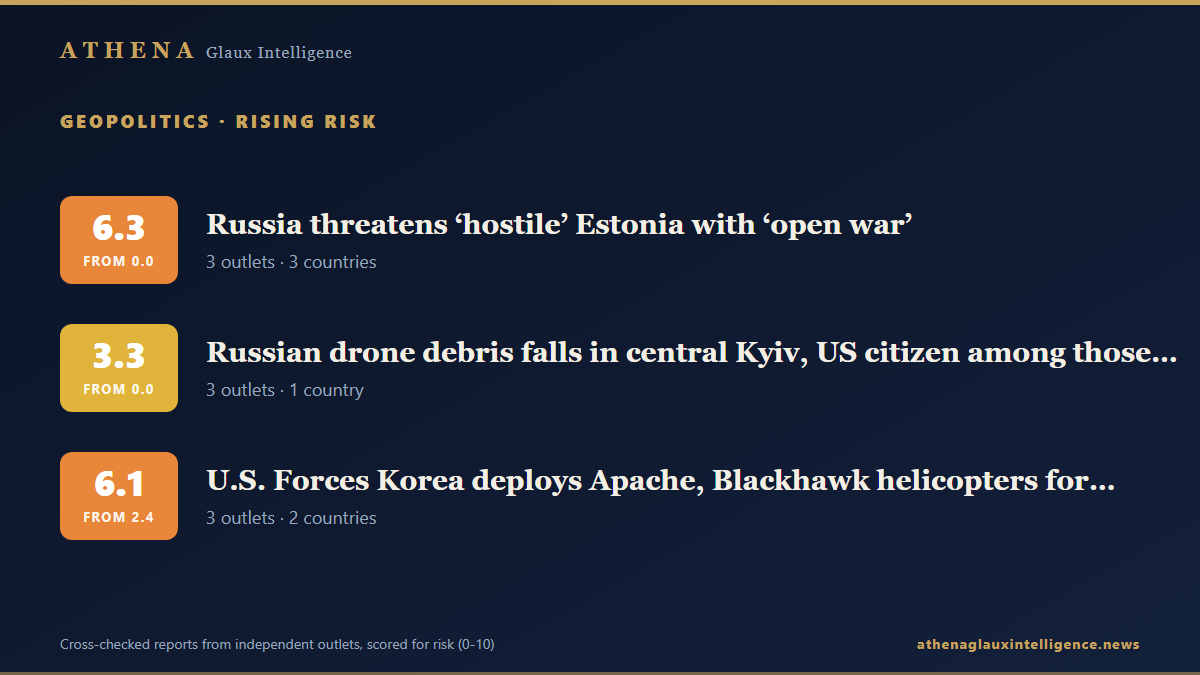 ATHENA Glaux Intelligence
GEOPOLITICS · RISING RISK
6.3
FROM 0.0
Russia threatens ‘hostile’ Estonia with ‘open war’
3 outlets · 3 countries
3.3
FROM 0.0
Russian drone debris falls in central Kyiv, US citizen among those...
3 outlets · 1 country
6.1
FROM 2.4
U.S. Forces Korea deploys Apache, Blackhawk helicopters for...
3 outlets · 2 countries
Cross-checked reports from independent outlets, scored for risk (0-10)
athenaglauxintelligence.news